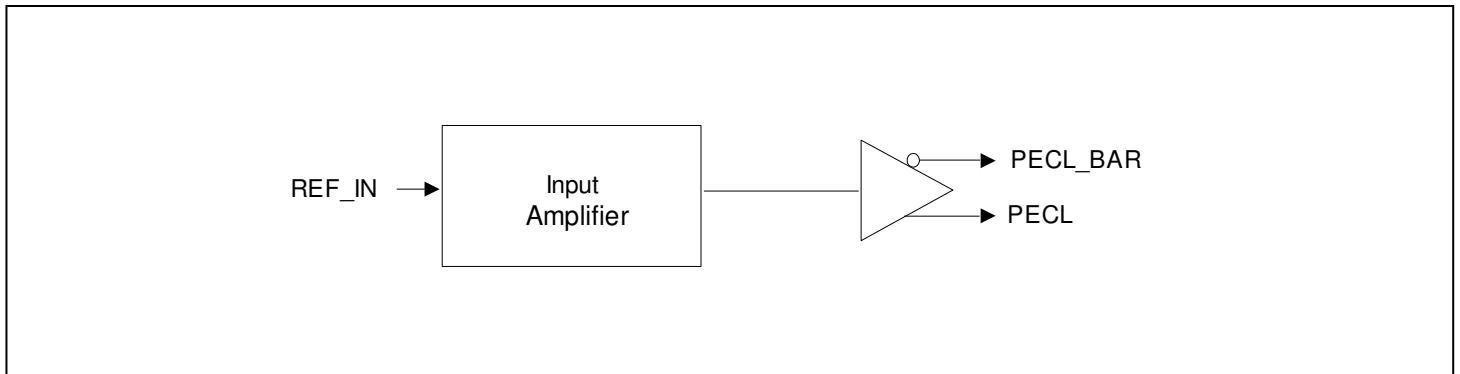 REF_IN
Input
Amplifier
PECL_BAR
PECL